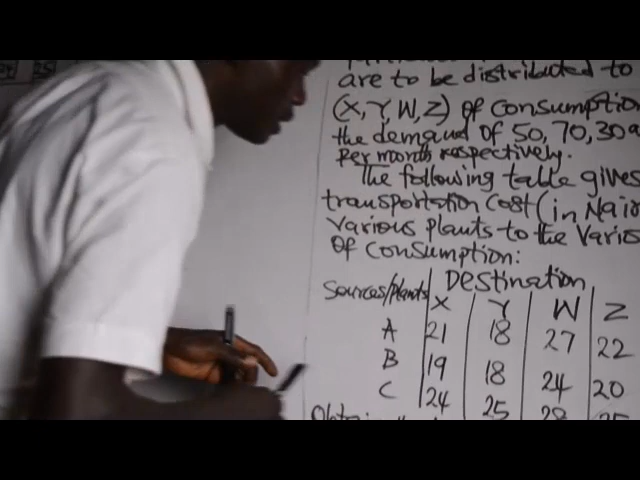 are to be distributed to
(X, Y, W, Z) of consumption
the demand of 50, 70, 30
per month respectively.
The following table gives
transportation cost (in Nair
various plants to the Vario
of consumption:
Destination
Sources/plants X Y W Z
A 21 18 27 22
B 19 18 24 20
C 24 25 28